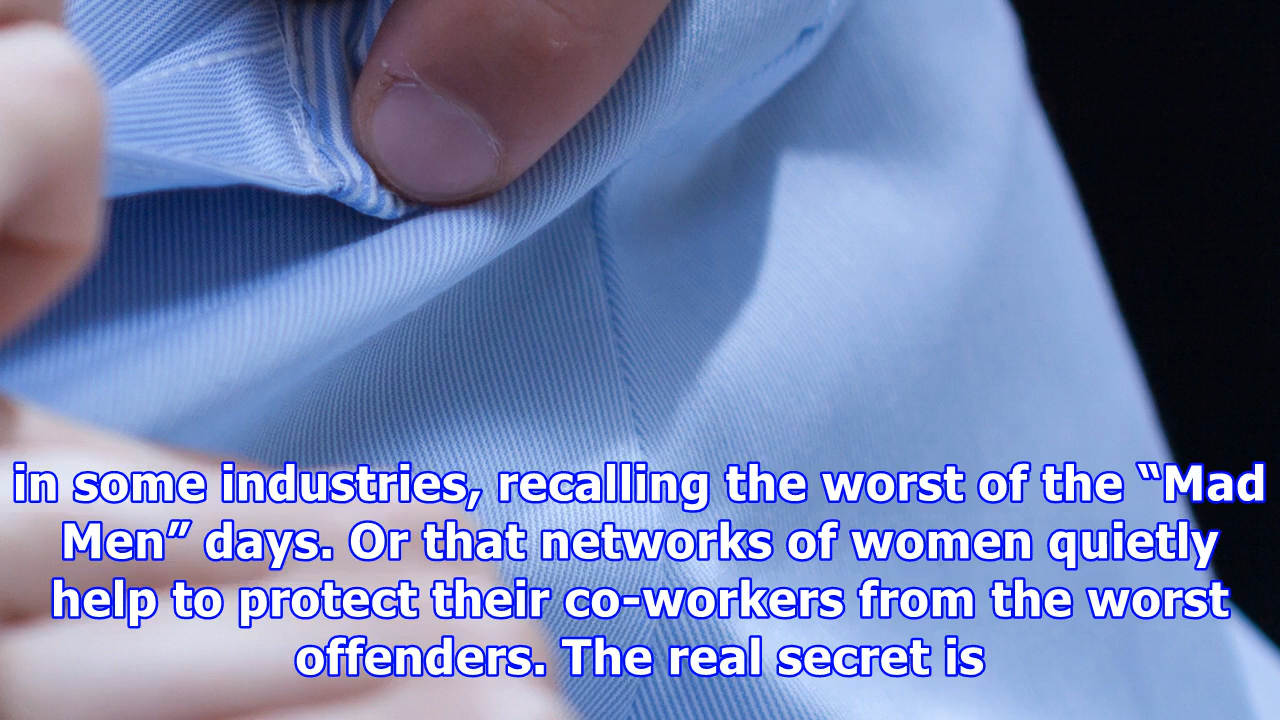 in some industries, recalling the worst of the “Mad
Men” days. Or that networks of women quietly
help to protect their co-workers from the worst
offenders. The real secret is